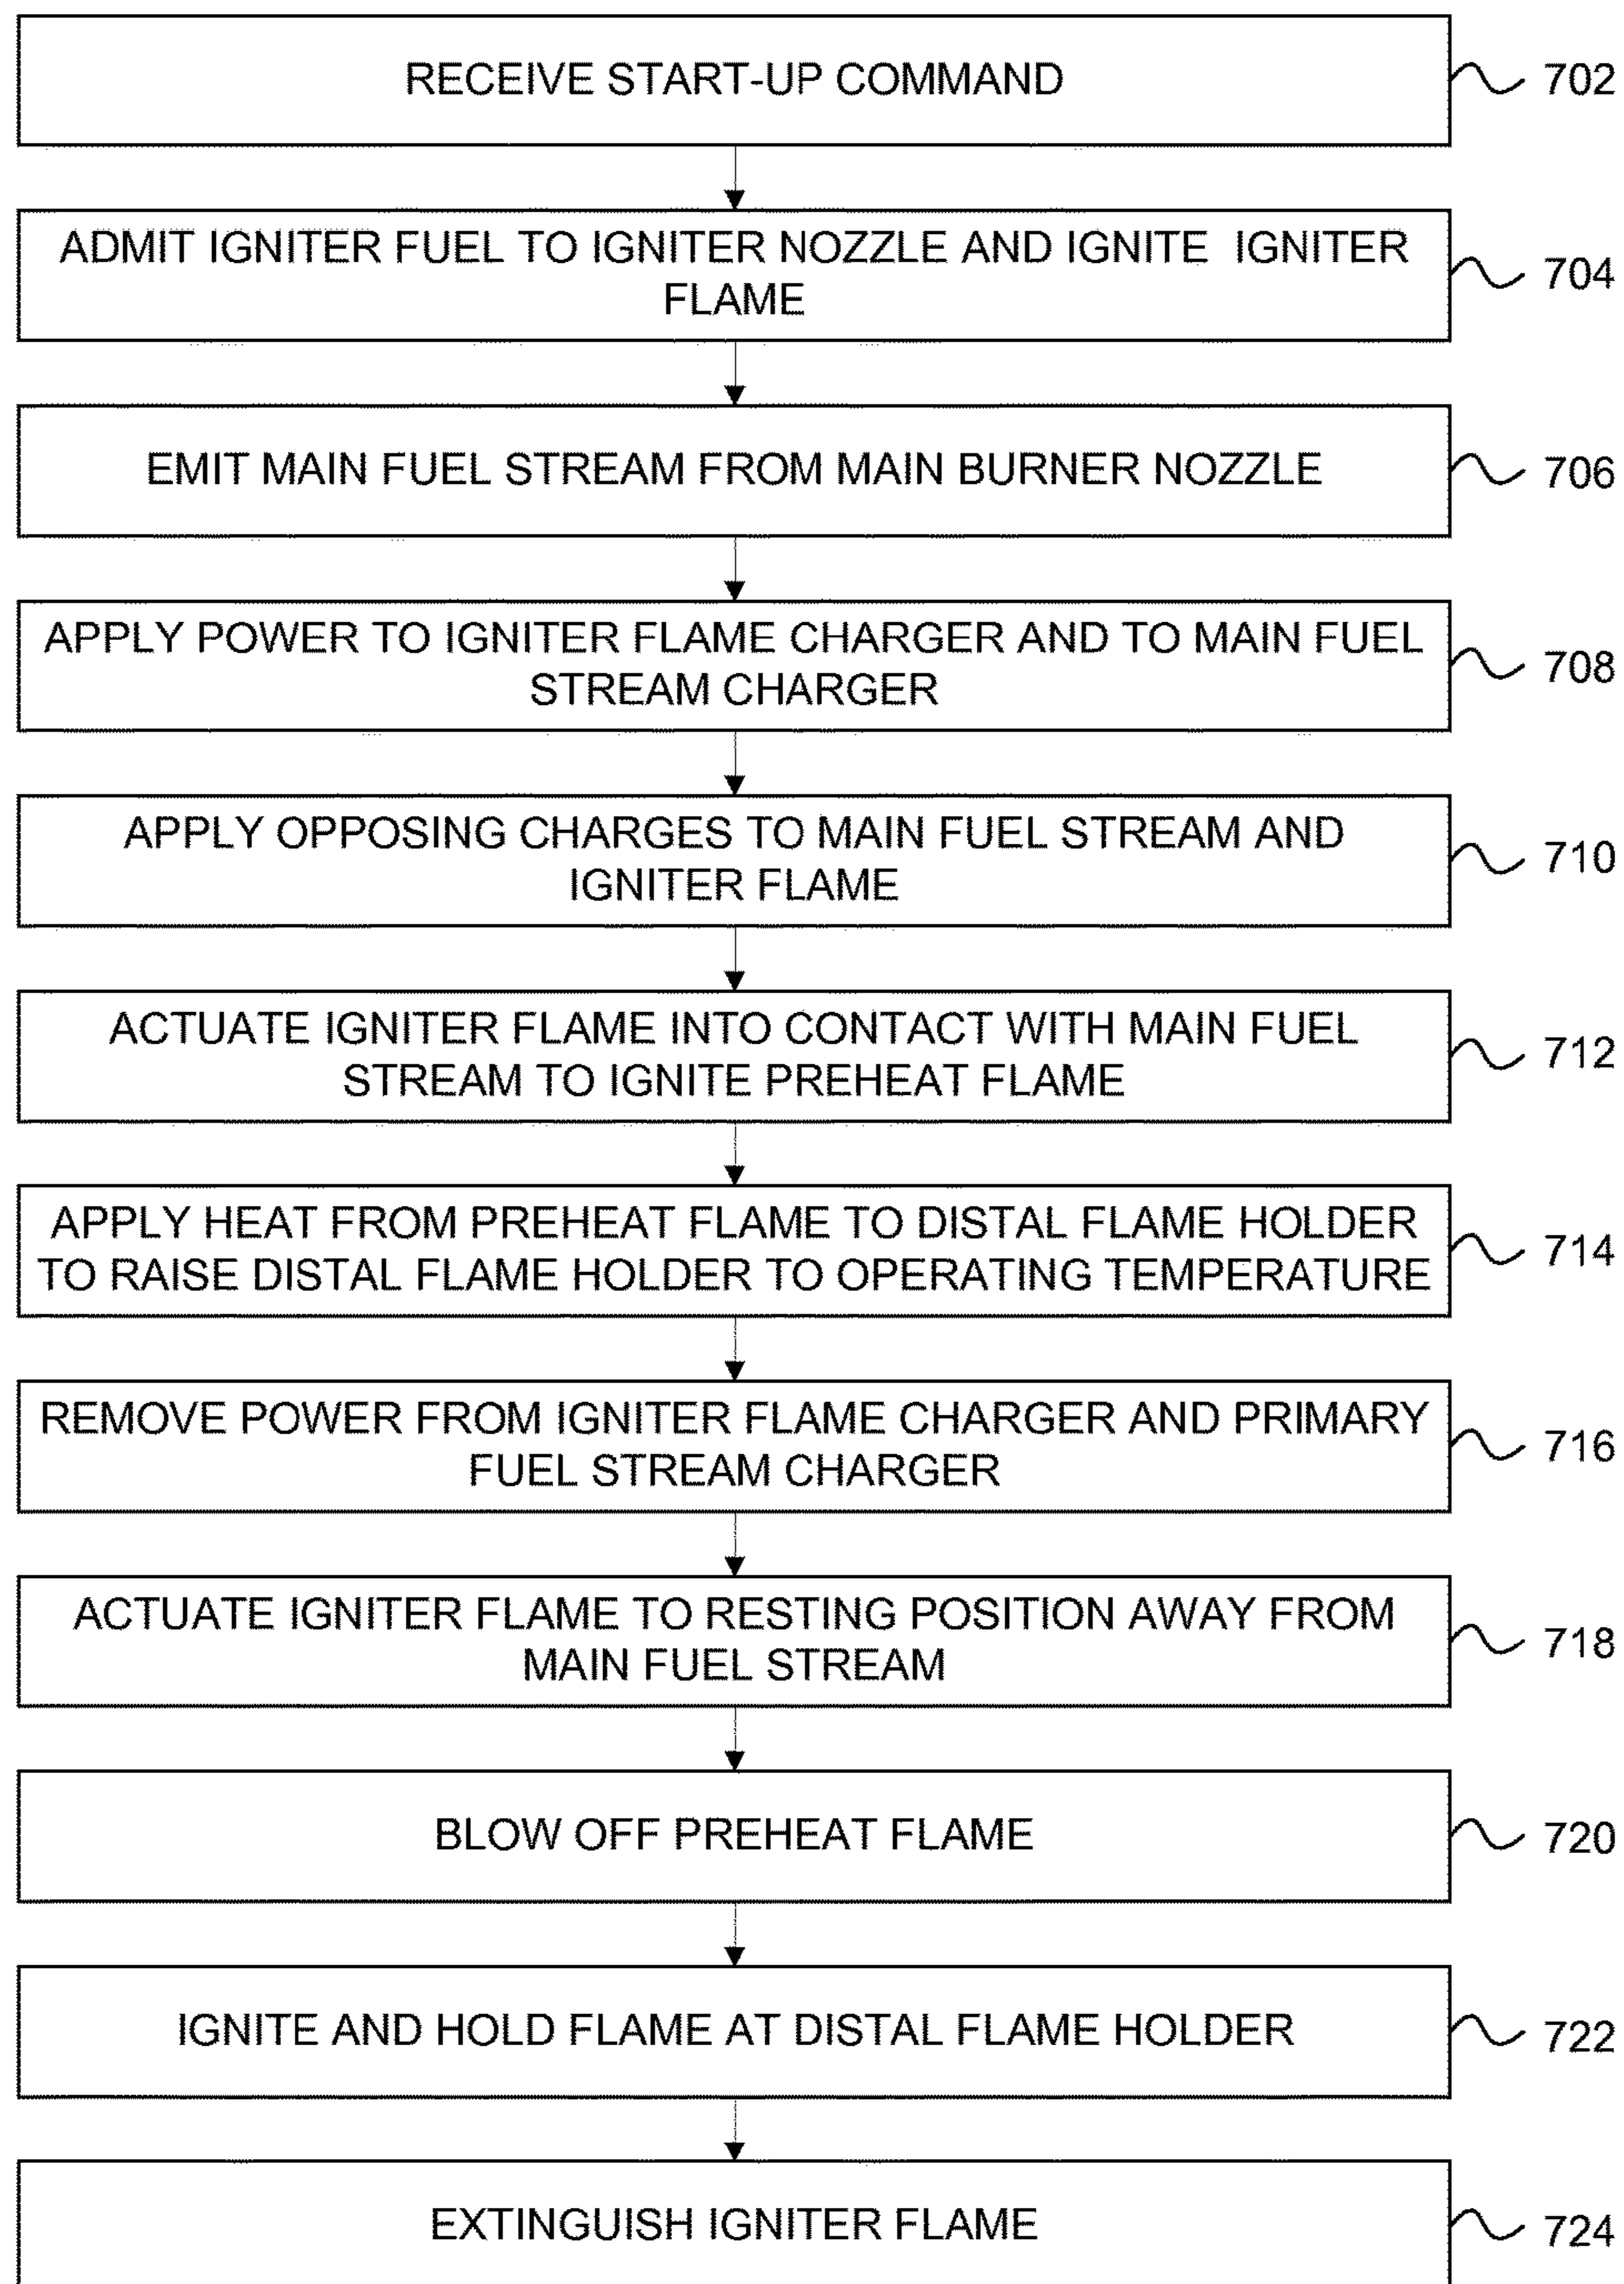 RECEIVE START-UP COMMAND
702
ADMIT IGNITER FUEL TO IGNITER NOZZLE AND IGNITE IGNITER
FLAME
704
EMIT MAIN FUEL STREAM FROM MAIN BURNER NOZZLE
706
APPLY POWER TO IGNITER FLAME CHARGER AND TO MAIN FUEL
STREAM CHARGER
708
APPLY OPPOSING CHARGES TO MAIN FUEL STREAM AND
IGNITER FLAME
710
ACTUATE IGNITER FLAME INTO CONTACT WITH MAIN FUEL
STREAM TO IGNITE PREHEAT FLAME
712
APPLY HEAT FROM PREHEAT FLAME TO DISTAL FLAME HOLDER
TO RAISE DISTAL FLAME HOLDER TO OPERATING TEMPERATURE
714
REMOVE POWER FROM IGNITER FLAME CHARGER AND PRIMARY
FUEL STREAM CHARGER
716
ACTUATE IGNITER FLAME TO RESTING POSITION AWAY FROM
MAIN FUEL STREAM
718
BLOW OFF PREHEAT FLAME
720
IGNITE AND HOLD FLAME AT DISTAL FLAME HOLDER
722
EXTINGUISH IGNITER FLAME
724